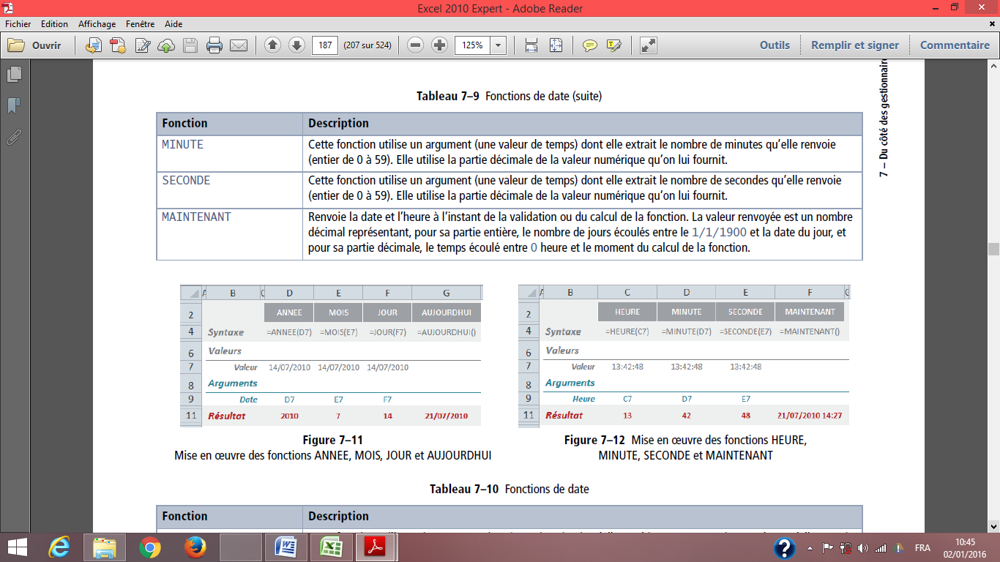 Excel 2010 Expert - Adobe Reader
Fichier Edition Affichage Fenêtre Aide
Ouvrir 187 (207 sur 524) 125% Outils Remplir et signer Commentaire
7 – Du côté des gestionnaire
Tableau 7–9 Fonctions de date (suite)
Fonction Description
MINUTE Cette fonction utilise un argument (une valeur de temps) dont elle extrait le nombre de minutes qu'elle renvoie
(entier de 0 à 59). Elle utilise la partie décimale de la valeur numérique qu'on lui fournit.
SECONDE Cette fonction utilise un argument (une valeur de temps) dont elle extrait le nombre de secondes qu'elle renvoie
(entier de 0 à 59). Elle utilise la partie décimale de la valeur numérique qu'on lui fournit.
MAINTENANT Renvoie la date et l'heure à l'instant de la validation ou du calcul de la fonction. La valeur renvoyée est un nombre
décimal représentant, pour sa partie entière, le nombre de jours écoulés entre le 1/1/1900 et la date du jour, et
pour sa partie décimale, le temps écoulé entre 0 heure et le moment du calcul de la fonction.
A B C D E F G
2 ANNEE MOIS JOUR AUJOURDHUI
4 Syntaxe =ANNEE(D7) =MOIS(E7) =JOUR(F7) =AUJOURDHUI()
6 Valeurs
7 Valeur 14/07/2010 14/07/2010 14/07/2010
8 Arguments
9 Date D7 E7 F7
11 Résultat 2010 7 14 21/07/2010
Figure 7–11
Mise en œuvre des fonctions ANNEE, MOIS, JOUR et AUJOURDHUI
A B C D E F G
2 HEURE MINUTE SECONDE MAINTENANT
4 Syntaxe =HEURE(C7) =MINUTE(D7) =SECONDE(E7) =MAINTENANT()
6 Valeurs
7 Valeur 13:42:48 13:42:48 13:42:48
8 Arguments
9 Heure C7 D7 E7
11 Résultat 13 42 48 21/07/2010 14:27
Figure 7–12 Mise en œuvre des fonctions HEURE,
MINUTE, SECONDE et MAINTENANT
Tableau 7–10 Fonctions de date
Fonction Description
FRA 10:45
02/01/2016